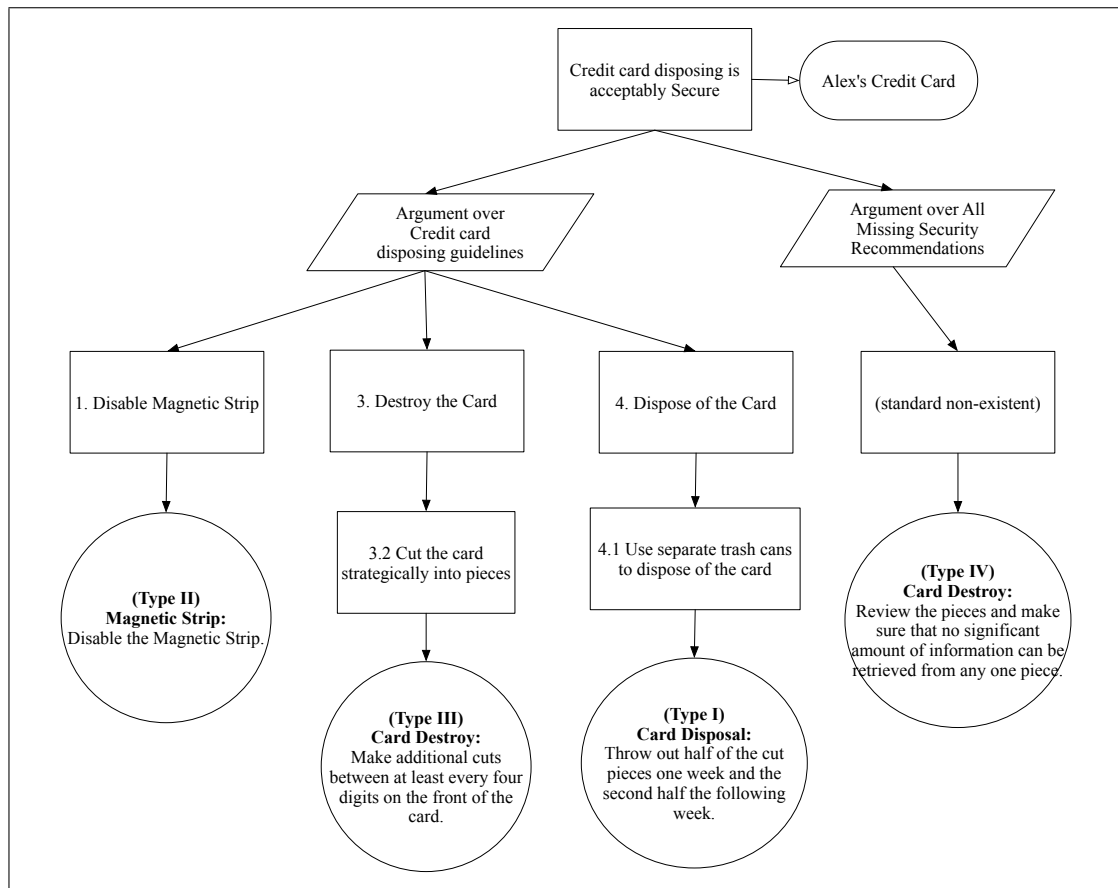 Credit card disposing is
acceptably Secure
Alex's Credit Card
Argument over
Credit card
disposing guidelines
Argument over All
Missing Security
Recommendations
1. Disable Magnetic Strip
3. Destroy the Card
4. Dispose of the Card
(standard non-existent)
3.2 Cut the card
strategically into pieces
4.1 Use separate trash cans
to dispose of the card
(Type II)
Magnetic Strip:
Disable the Magnetic Strip.
(Type III)
Card Destroy:
Make additional cuts
between at least every four
digits on the front of the
card.
(Type I)
Card Disposal:
Throw out half of the cut
pieces one week and the
second half the following
week.
(Type IV)
Card Destroy:
Review the pieces and make
sure that no significant
amount of information can be
retrieved from any one piece.